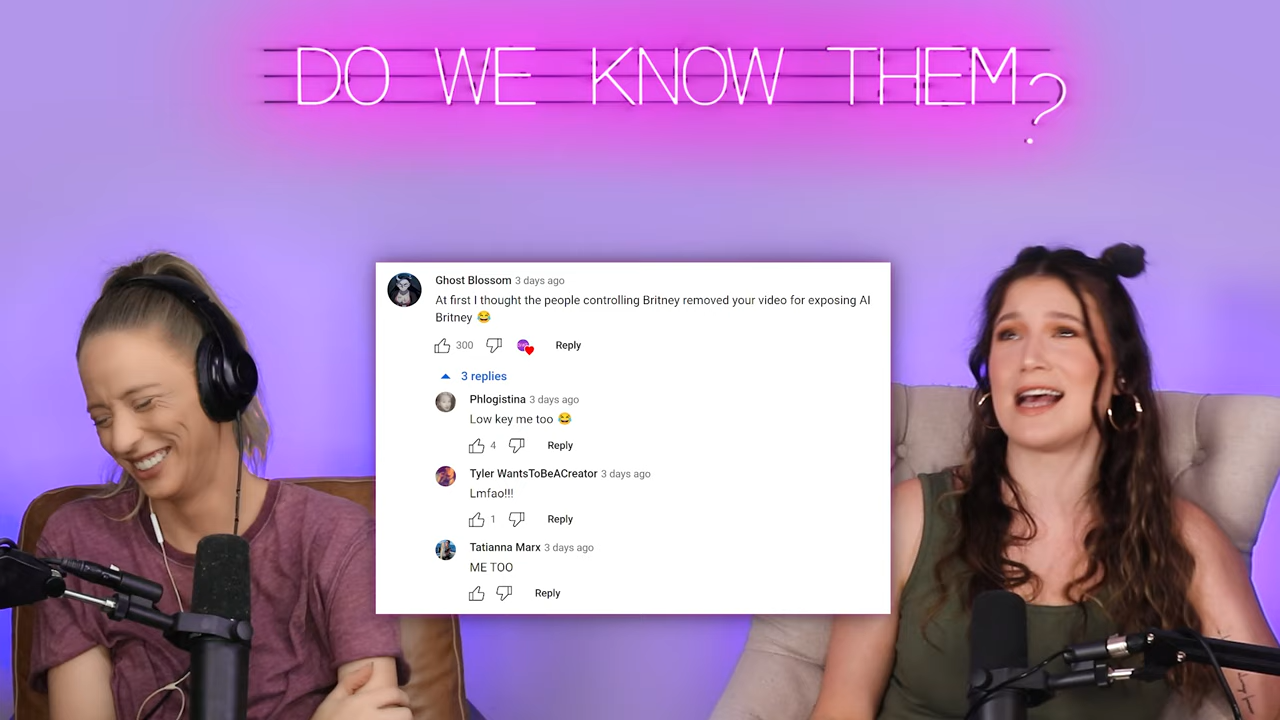 DO WE KNOW THEM?
Ghost Blossom 3 days ago
At first I thought the people controlling Britney removed your video for exposing AI
Britney 😂
300 Reply
3 replies
Phlogistina 3 days ago
Low key me too 😂
4 Reply
Tyler WantsToBeACreator 3 days ago
Lmfao!!!
1 Reply
Tatianna Marx 3 days ago
ME TOO
Reply